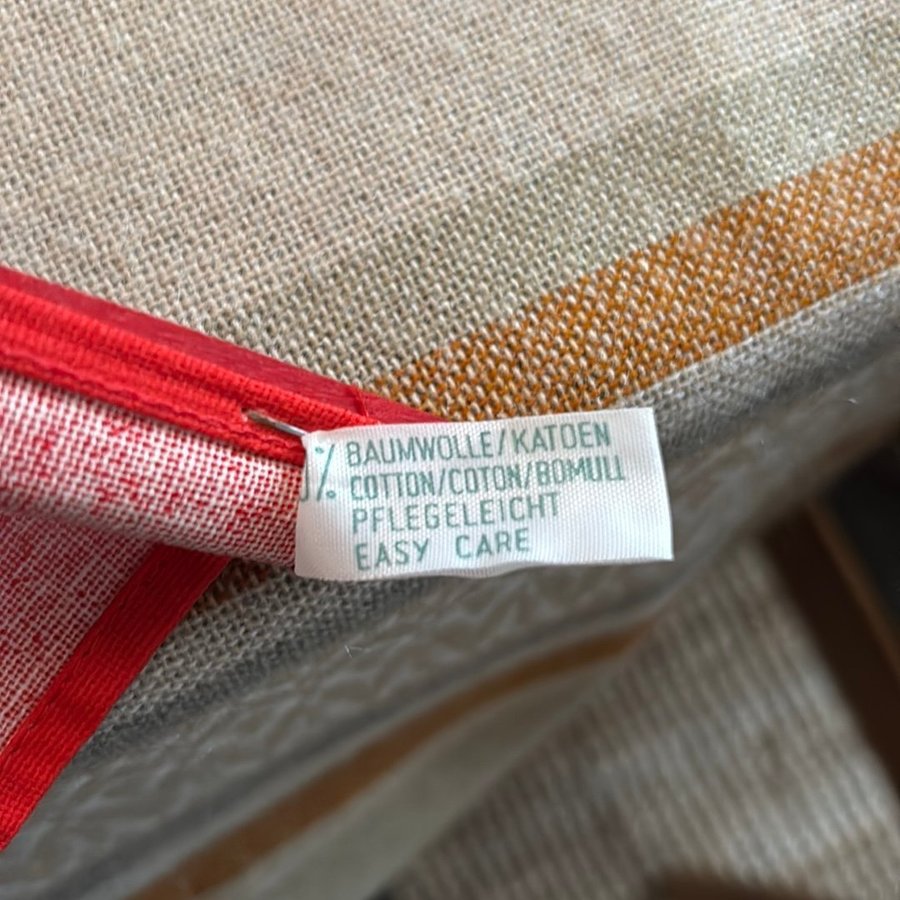 % BAUMWOLLE/KATOEN
COTTON/COTON/BOMULL
PFLEGELEICHT
EASY CARE